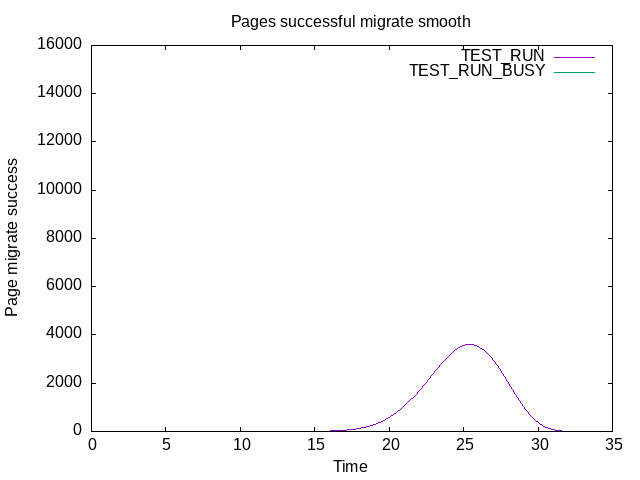 Pages successful migrate smooth
16000
14000
12000
10000
8000
6000
4000
2000
0
Page migrate success
TEST_RUN
TEST_RUN_BUSY
0 5 10 15 20 25 30 35
Time